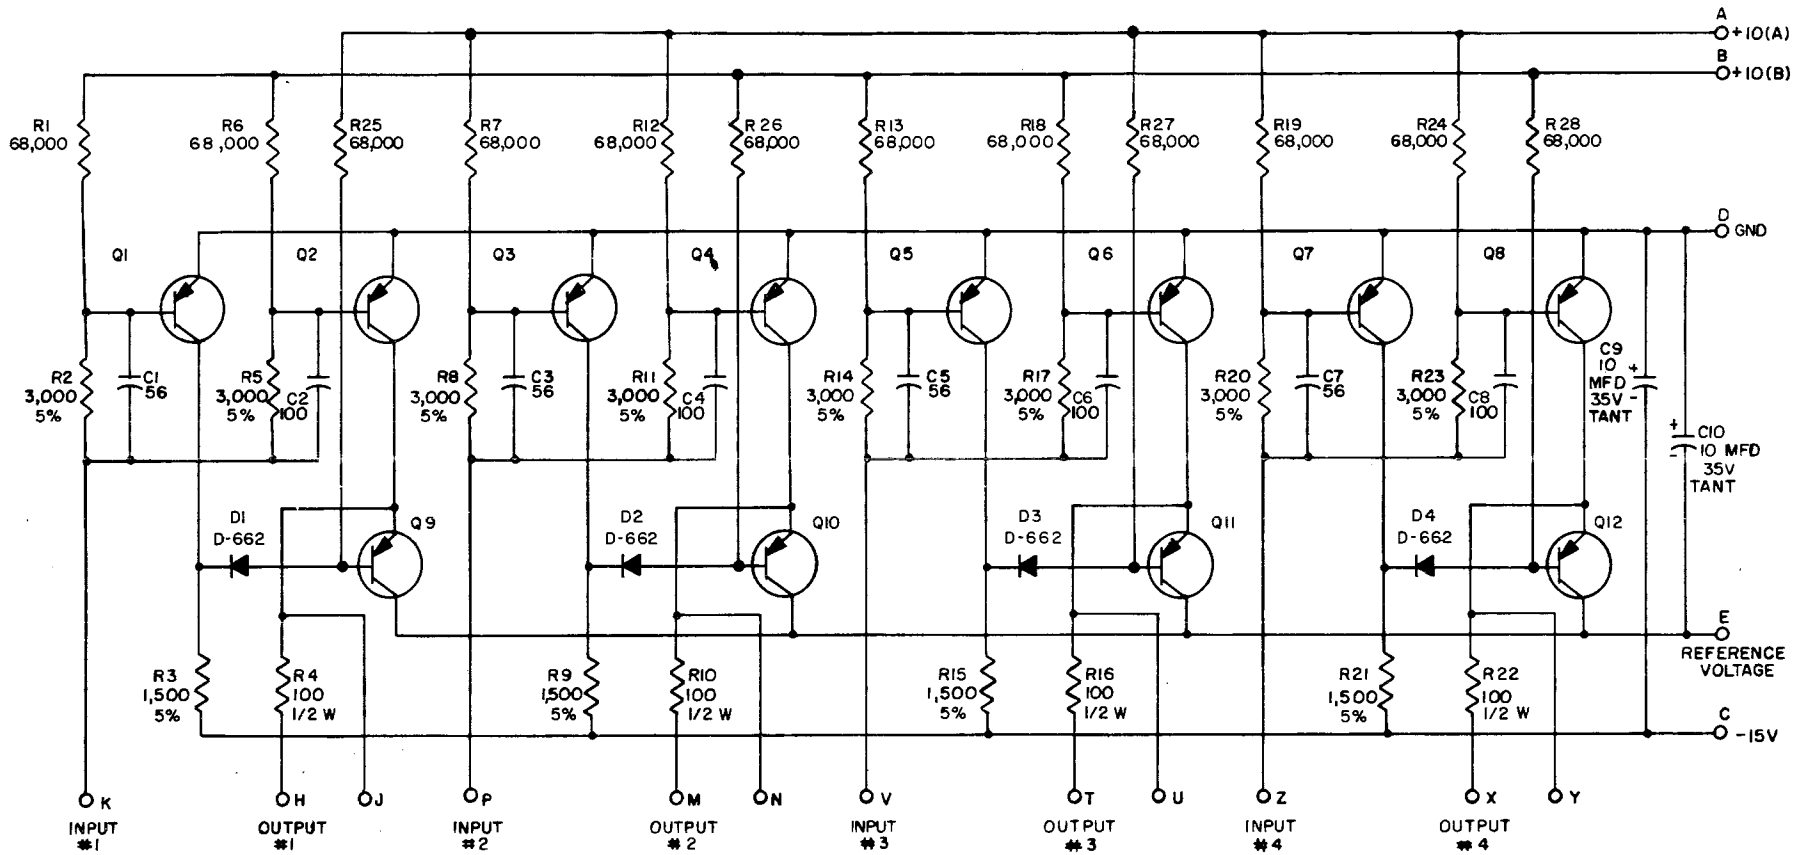 A
+10(A)
B
+10(B)
R1
68,000
R6
68,000
R25
68,000
R7
68,000
R12
68,000
R26
68,000
R13
68,000
R18
68,000
R27
68,000
R19
68,000
R24
68,000
R28
68,000
D
GND
Q1
Q2
Q3
Q4
Q5
Q6
Q7
Q8
R2
3,000
5%
C1
56
R5
3,000
5%
C2
100
R8
3,000
5%
C3
56
R11
3,000
5%
C4
100
R14
3,000
5%
C5
56
R17
3,000
5%
C6
100
R20
3,000
5%
C7
56
R23
3,000
5%
C8
100
C9
10
MFD
35V
TANT
+
-
+
-
C10
10 MFD
35V
TANT
D1
D-662
Q9
D2
D-662
Q10
D3
D-662
Q11
D4
D-662
Q12
E
REFERENCE
VOLTAGE
R3
1,500
5%
R4
100
1/2 W
R9
1,500
5%
R10
100
1/2 W
R15
1,500
5%
R16
100
1/2 W
R21
1,500
5%
R22
100
1/2 W
C
-15V
K
INPUT
#1
H
J
OUTPUT
#1
P
INPUT
#2
M
N
OUTPUT
#2
V
INPUT
#3
T
U
OUTPUT
#3
Z
INPUT
#4
X
Y
OUTPUT
#4